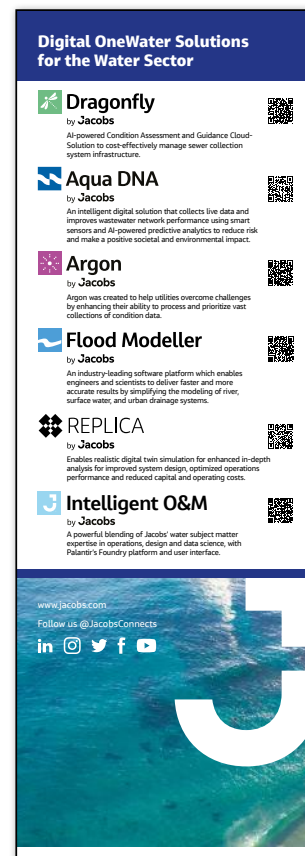 Digital OneWater Solutions
for the Water Sector
Dragonfly
by Jacobs
AI-powered Condition Assessment and Guidance Cloud-
Solution to cost-effectively manage sewer collection
system infrastructure.
Aqua DNA
by Jacobs
An intelligent digital solution that collects live data and
improves wastewater network performance using smart
sensors and AI-powered predictive analytics to reduce risk
and make a positive societal and environmental impact.
Argon
by Jacobs
Argon was created to help utilities overcome challenges
by enhancing their ability to process and prioritize vast
collections of condition data.
Flood Modeller
by Jacobs
An industry-leading software platform which enables
engineers and scientists to deliver faster and more
accurate results by simplifying the modeling of river,
surface water, and urban drainage systems.
REPLICA
by Jacobs
Enables realistic digital twin simulation for enhanced in-depth
analysis for improved system design, optimized operations
performance and reduced capital and operating costs.
Intelligent O&M
by Jacobs
A powerful blending of Jacobs' water subject matter
expertise in operations, design and data science, with
Palantir's Foundry platform and user interface.
www.jacobs.com
Follow us @JacobsConnects